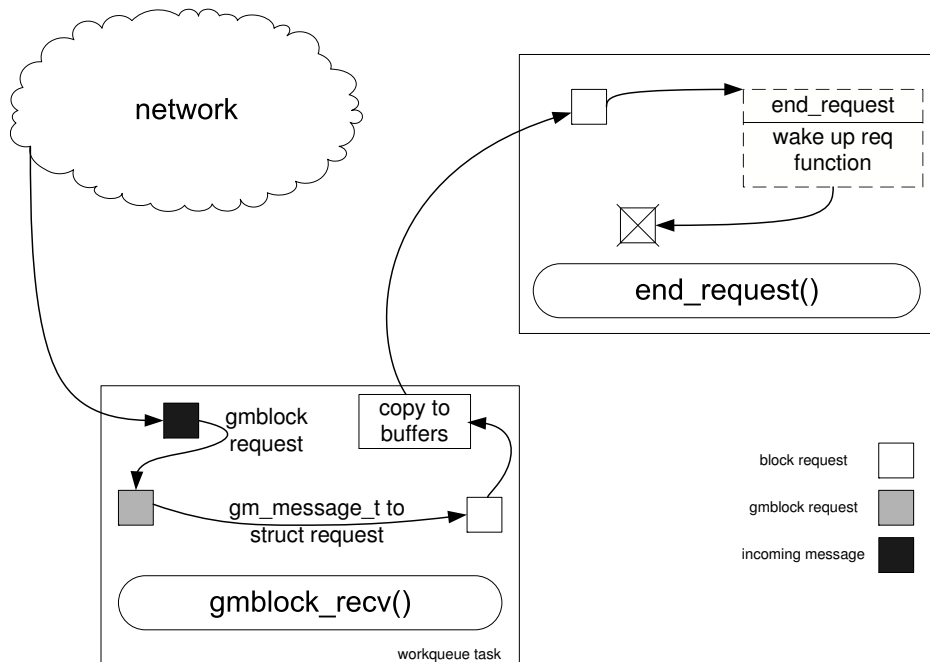 network
end_request
wake up req
function
end_request()
gmblock
request
copy to
buffers
gm_message_t to
struct request
gmblock_recv()
workqueue task
block request
gmblock request
incoming message